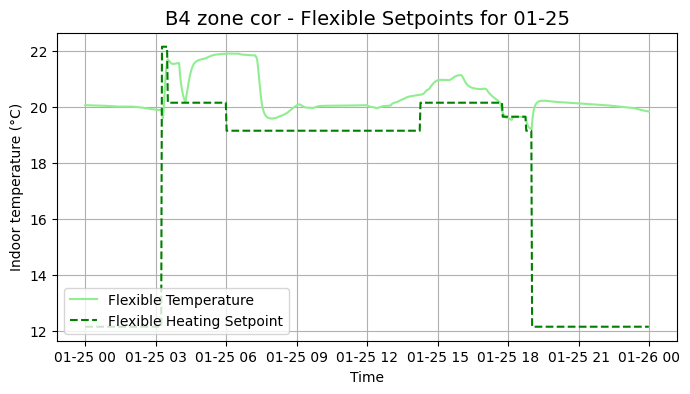 B4 zone cor - Flexible Setpoints for 01-25
Indoor temperature (°C)
22
20
18
16
14
12
Flexible Temperature
Flexible Heating Setpoint
01-25 00 01-25 03 01-25 06 01-25 09 01-25 12 01-25 15 01-25 18 01-25 21 01-26 00
Time